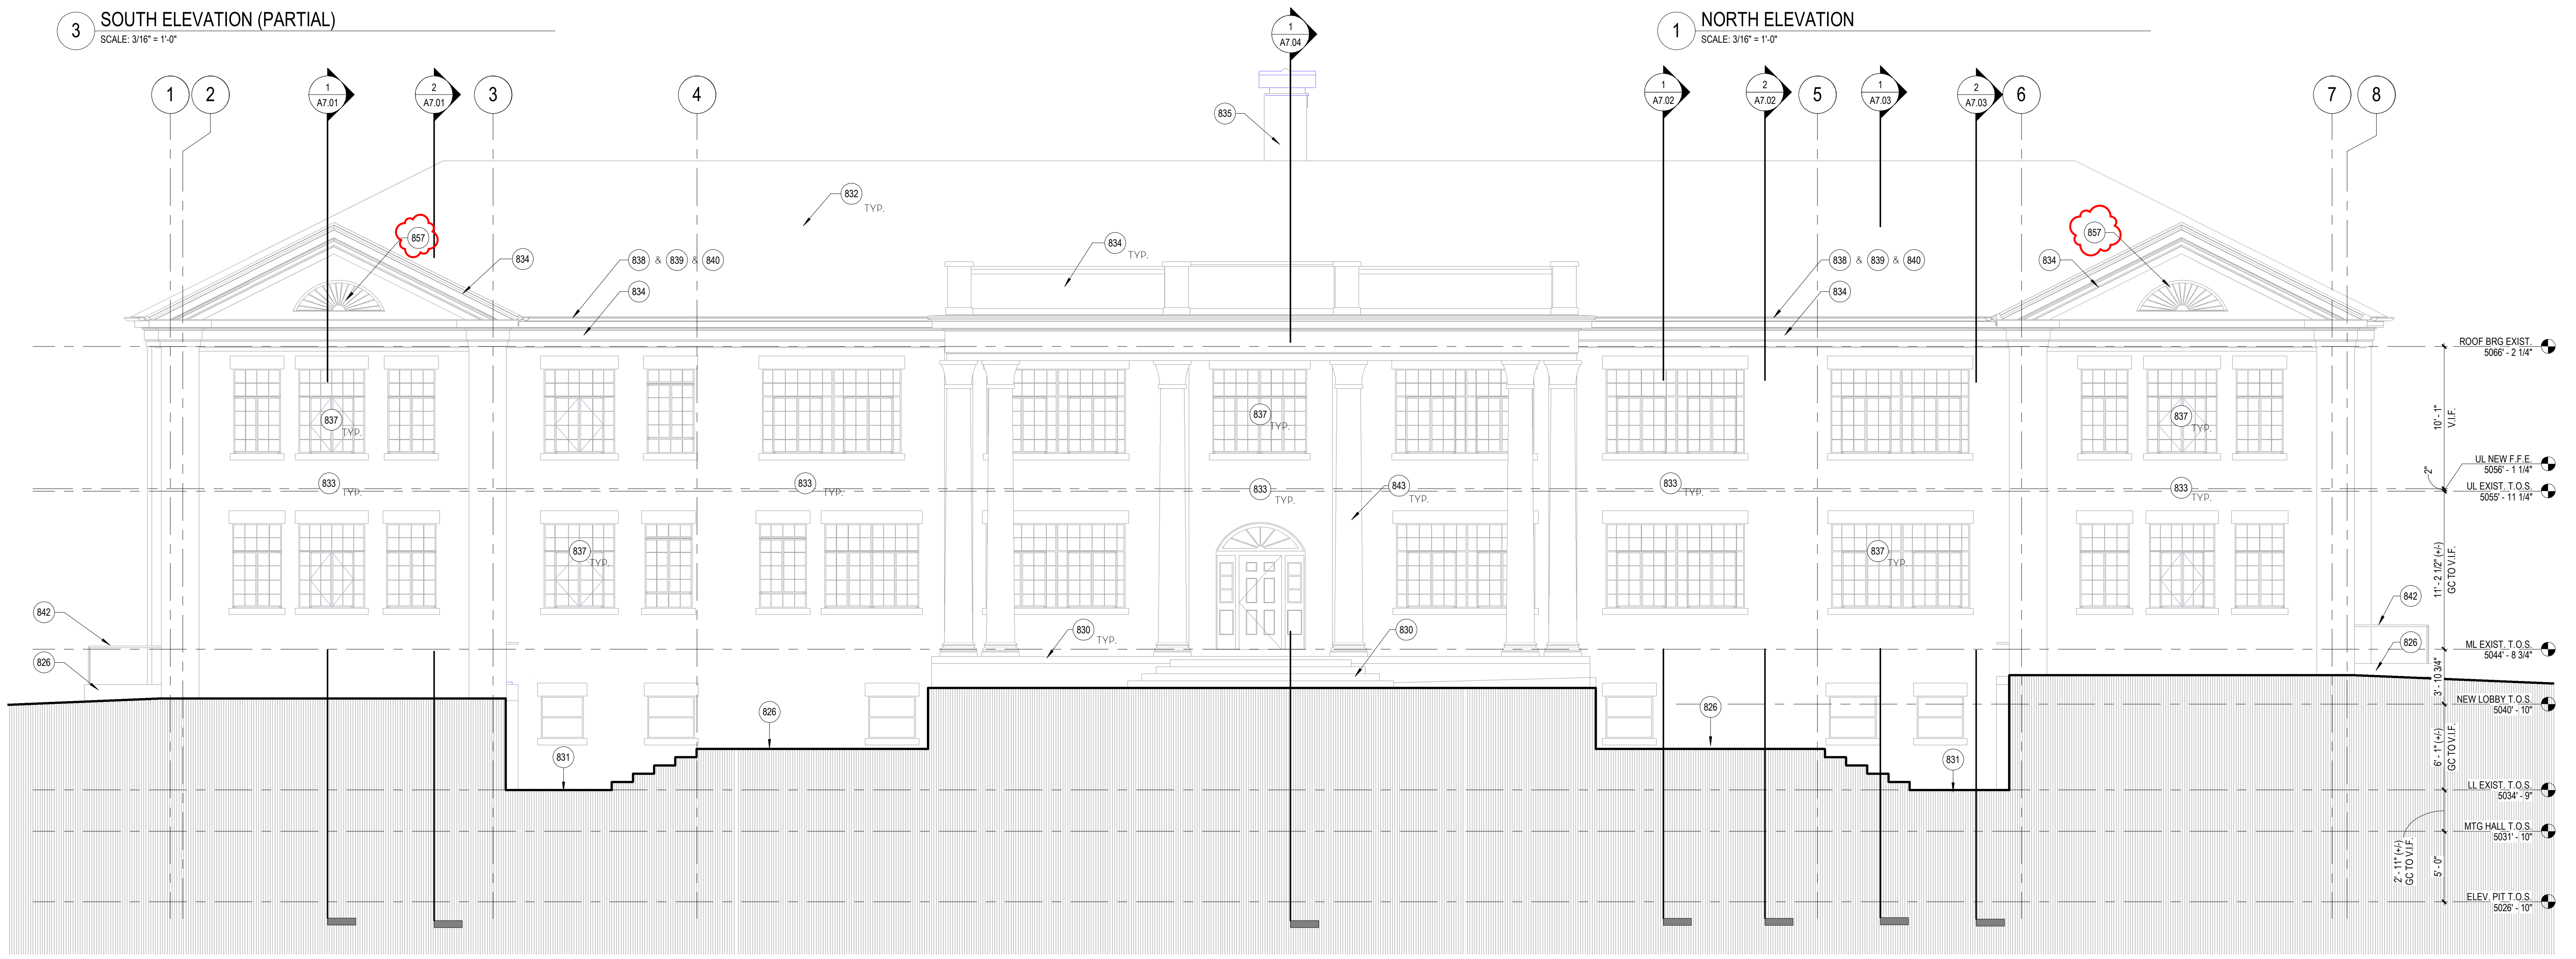 3
SOUTH ELEVATION (PARTIAL)
SCALE: 3/16" = 1'-0"
1
NORTH ELEVATION
SCALE: 3/16" = 1'-0"
1
A7.04
1
2
1
A7.01
2
A7.01
3
4
1
A7.02
2
A7.02
5
1
A7.03
2
A7.03
6
7
8
835
832
TYP.
857
834
838 & 839 & 840
834
834
TYP.
838 & 839 & 840
834
834
857
837
TYP.
837
TYP.
837
TYP.
833
TYP.
833
TYP.
833
TYP.
843
TYP.
833
TYP.
833
TYP.
837
TYP.
837
TYP.
842
826
830
TYP.
830
842
826
826
831
826
831
ROOF BRG EXIST.
5066' - 2 1/4"
10' - 1"
V.I.F.
UL NEW F.F.E.
5056' - 1 1/4"
2"
UL EXIST. T.O.S.
5055' - 11 1/4"
11' - 2 1/2" (+/-)
GC TO V.I.F.
ML EXIST. T.O.S.
5044' - 8 3/4"
3' - 10 3/4"
NEW LOBBY T.O.S.
5040' - 10"
6' - 1" (+/-)
GC TO V.I.F.
LL EXIST. T.O.S.
5034' - 9"
MTG HALL T.O.S.
5031' - 10"
2' - 11" (+/-)
GC TO V.I.F.
5' - 0"
ELEV. PIT T.O.S.
5026' - 10"